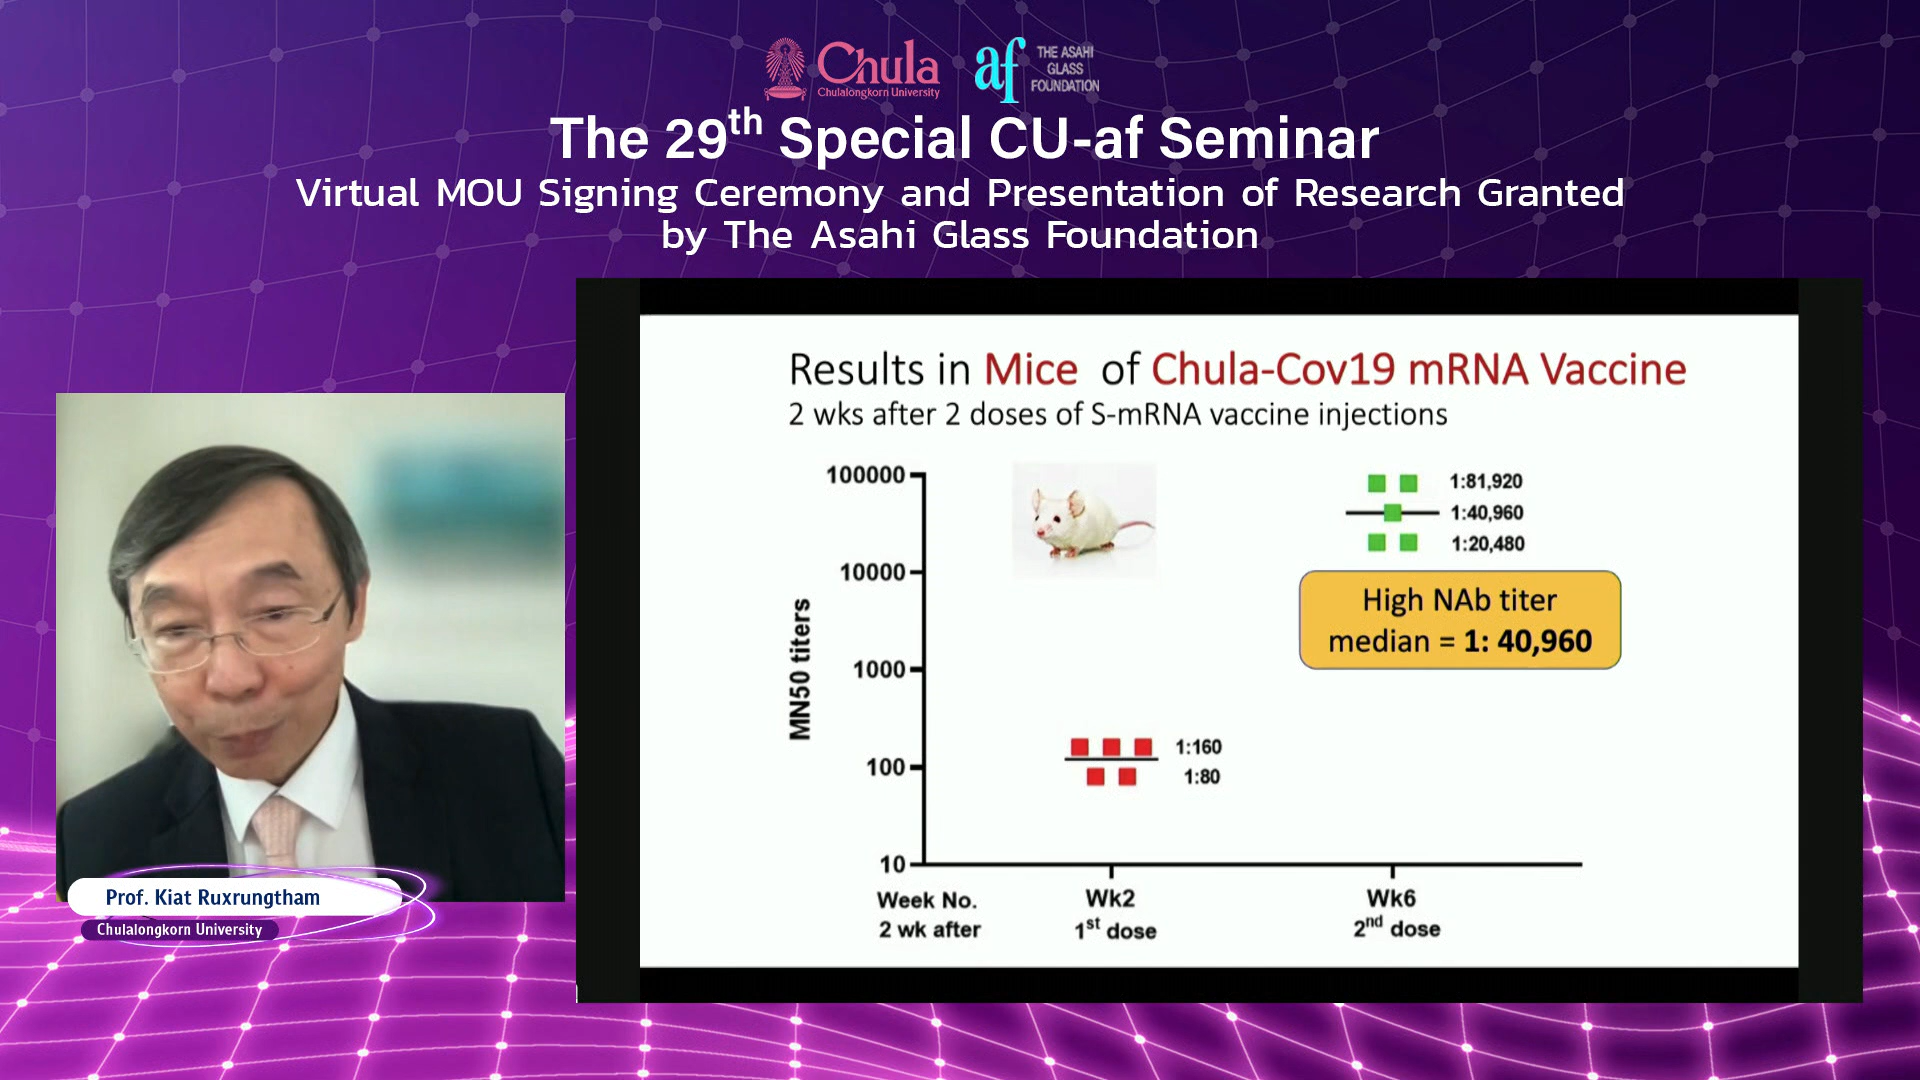 Chula
Chulalongkorn University
af
THE ASAHI
GLASS
FOUNDATION
The 29th Special CU-af Seminar
Virtual MOU Signing Ceremony and Presentation of Research Granted
by The Asahi Glass Foundation
Results in Mice of Chula-Cov19 mRNA Vaccine
2 wks after 2 doses of S-mRNA vaccine injections
MN50 titers
100000
10000
1000
100
10
1:81,920
1:40,960
1:20,480
High NAb titer
median = 1: 40,960
1:160
1:80
Week No. Wk2 Wk6
2 wk after 1st dose 2nd dose
Prof. Kiat Ruxrungtham
Chulalongkorn University